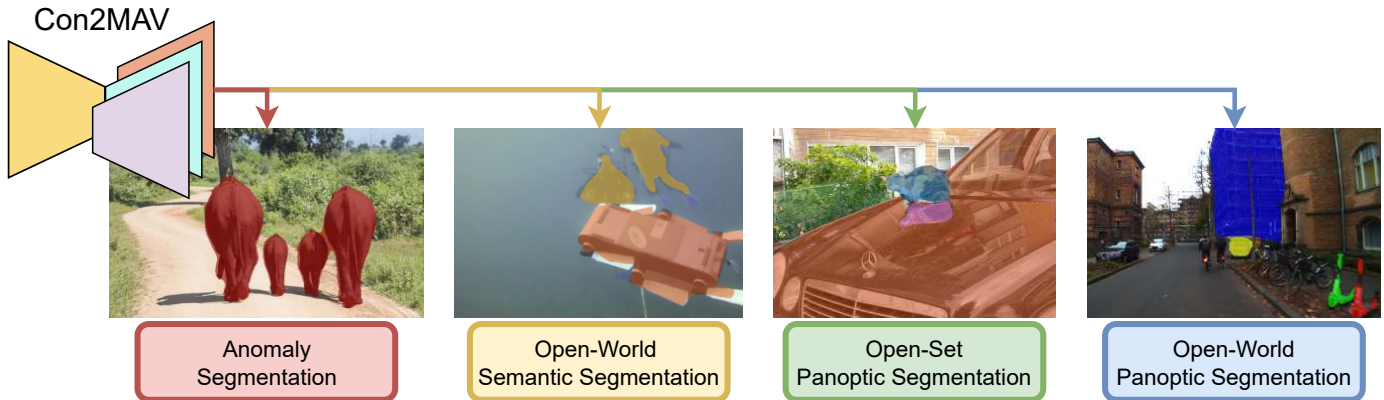 Con2MAV
Anomaly
Segmentation
Open-World
Semantic Segmentation
Open-Set
Panoptic Segmentation
Open-World
Panoptic Segmentation